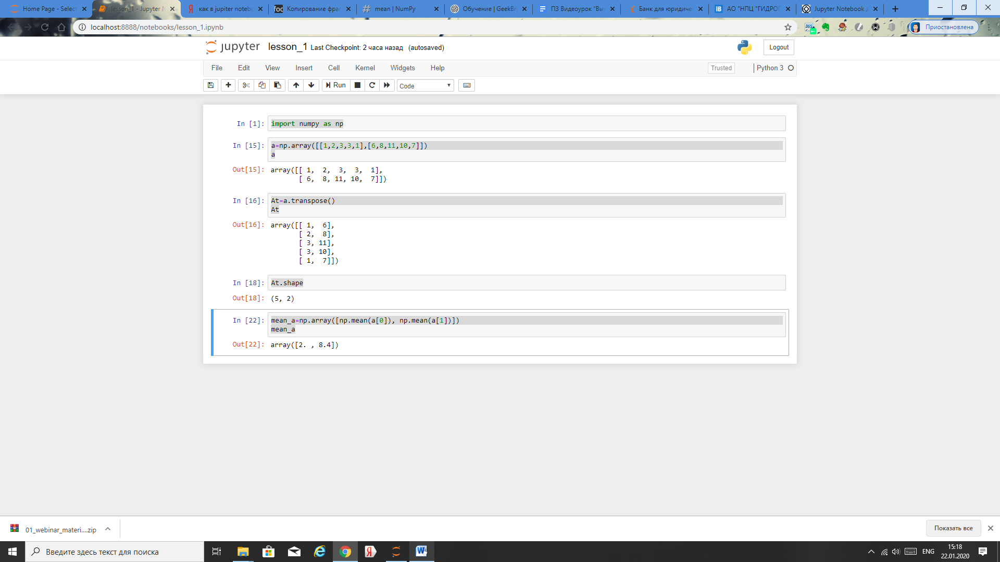 Home Page - Select
lesson_1 - Jupyter N
как в jupiter notebo
Копирование фраг
mean | NumPy
Обучение | GeekBr
ПЗ Видеоурок "Вы
Банк для юридиче
АО "НПЦ "ГИДРОГ
Jupyter Notebook д
localhost:8888/notebooks/lesson_1.ipynb
Приостановлена
jupyter lesson_1 Last Checkpoint: 2 часа назад (autosaved)
Logout
File Edit View Insert Cell Kernel Widgets Help
Trusted Python 3
Run Code
In [1]: import numpy as np
In [15]: a=np.array([[1,2,3,3,1],[6,8,11,10,7]])
a
Out[15]: array([[ 1,  2,  3,  3,  1],
[ 6,  8, 11, 10,  7]])
In [16]: At=a.transpose()
At
Out[16]: array([[ 1,  6],
[ 2,  8],
[ 3, 11],
[ 3, 10],
[ 1,  7]])
In [18]: At.shape
Out[18]: (5, 2)
In [22]: mean_a=np.array([np.mean(a[0]), np.mean(a[1])])
mean_a
Out[22]: array([2. , 8.4])
01_webinar_materi....zip
Показать все
Введите здесь текст для поиска
ENG
15:18
22.01.2020